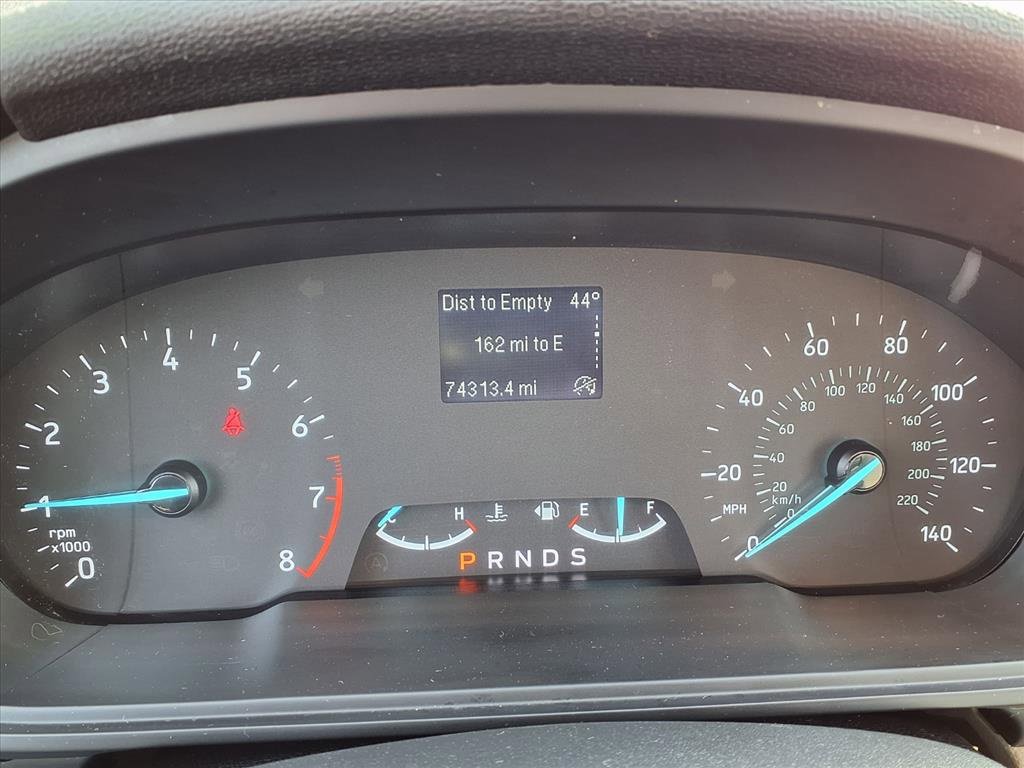 Dist to Empty 44°
162 mi to E
74313.4 mi
0 1 2 3 4 5 6 7 8
rpm
x1000
C H E F
P R N D S
A
0 20 40 60 80 100 120 140
MPH
0 20 40 60 80 100 120 140 160 180 200 220
km/h